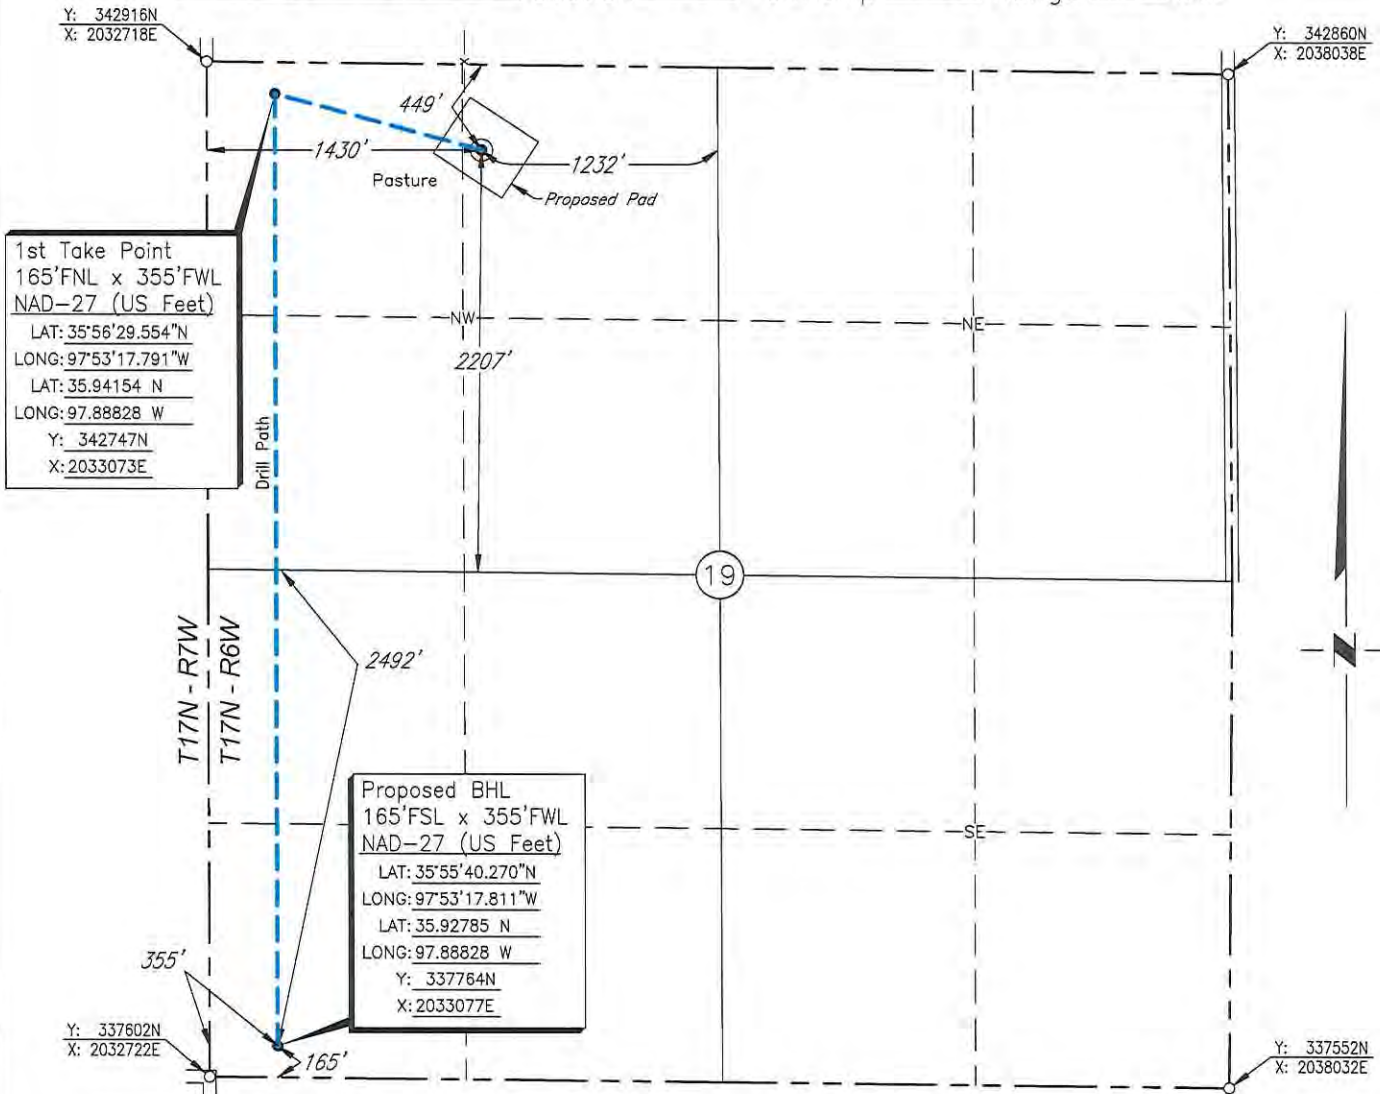 Y: 342916N
X: 2032718E
Y: 342860N
X: 2038038E
449'
1430'
1232'
Pasture
Proposed Pad
1st Take Point
165'FNL x 355'FWL
NAD-27 (US Feet)
LAT: 35°56'29.554"N
LONG: 97°53'17.791"W
LAT: 35.94154 N
LONG: 97.88828 W
Y: 342747N
X: 2033073E
NW
NE
2207'
Drill Path
19
T17N - R7W
T17N - R6W
2492'
Proposed BHL
165'FSL x 355'FWL
NAD-27 (US Feet)
LAT: 35°55'40.270"N
LONG: 97°53'17.811"W
LAT: 35.92785 N
LONG: 97.88828 W
Y: 337764N
X: 2033077E
SE
355'
165'
Y: 337602N
X: 2032722E
Y: 337552N
X: 2038032E
N